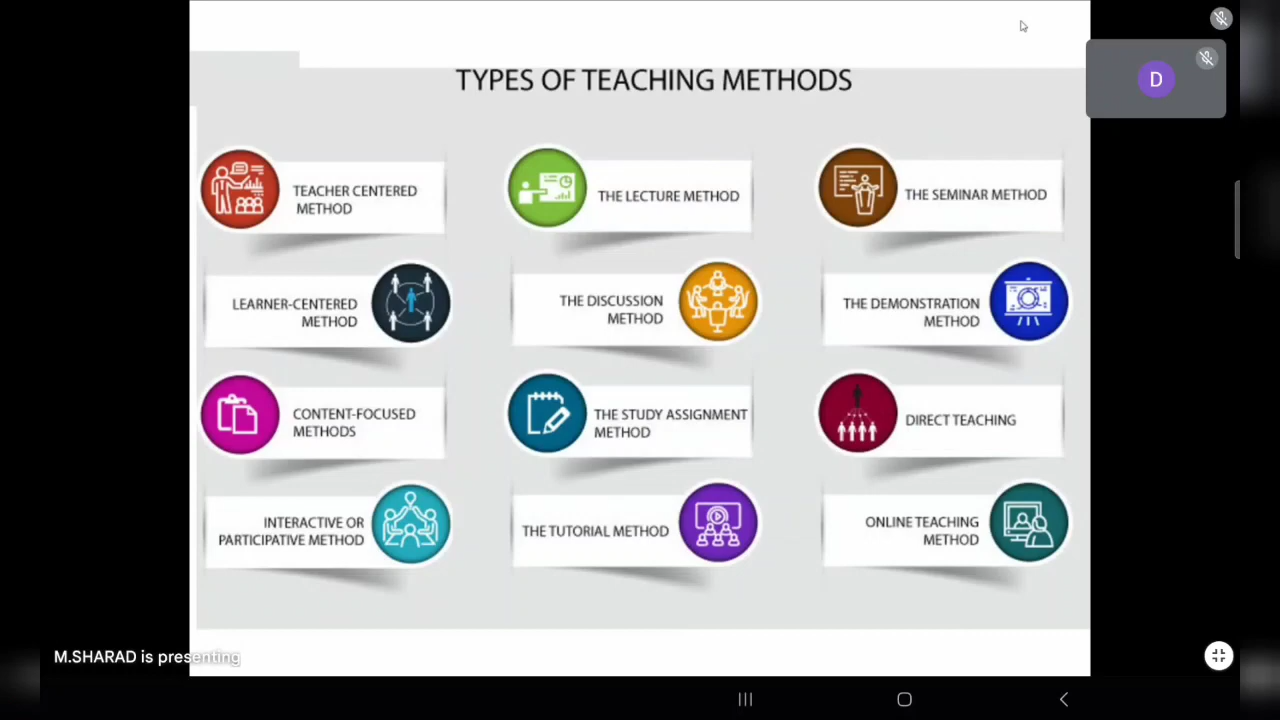 TYPES OF TEACHING METHODS
D
TEACHER CENTERED
METHOD
THE LECTURE METHOD
THE SEMINAR METHOD
LEARNER-CENTERED
METHOD
THE DISCUSSION
METHOD
THE DEMONSTRATION
METHOD
CONTENT-FOCUSED
METHODS
THE STUDY ASSIGNMENT
METHOD
DIRECT TEACHING
INTERACTIVE OR
PARTICIPATIVE METHOD
THE TUTORIAL METHOD
ONLINE TEACHING
METHOD
M.SHARAD is presenting